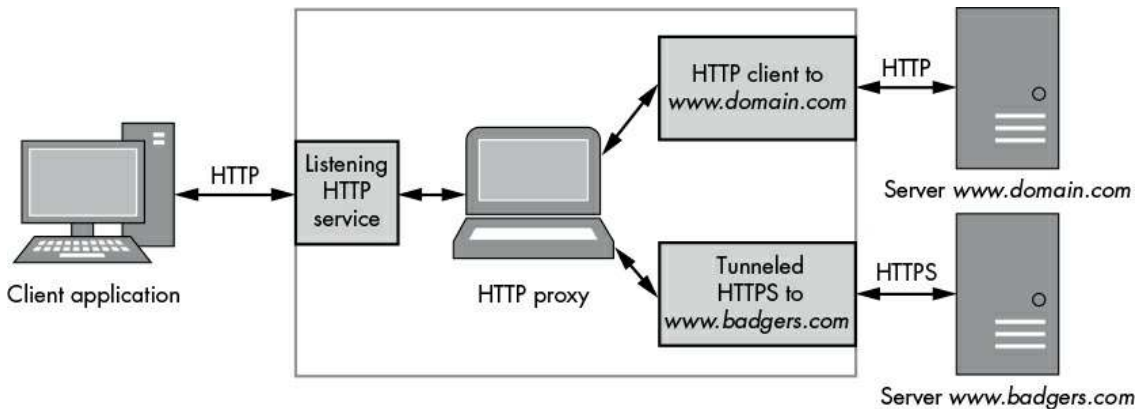 Client application
HTTP
Listening
HTTP
service
HTTP proxy
HTTP client to
www.domain.com
HTTP
Server www.domain.com
Tunneled
HTTPS to
www.badgers.com
HTTPS
Server www.badgers.com